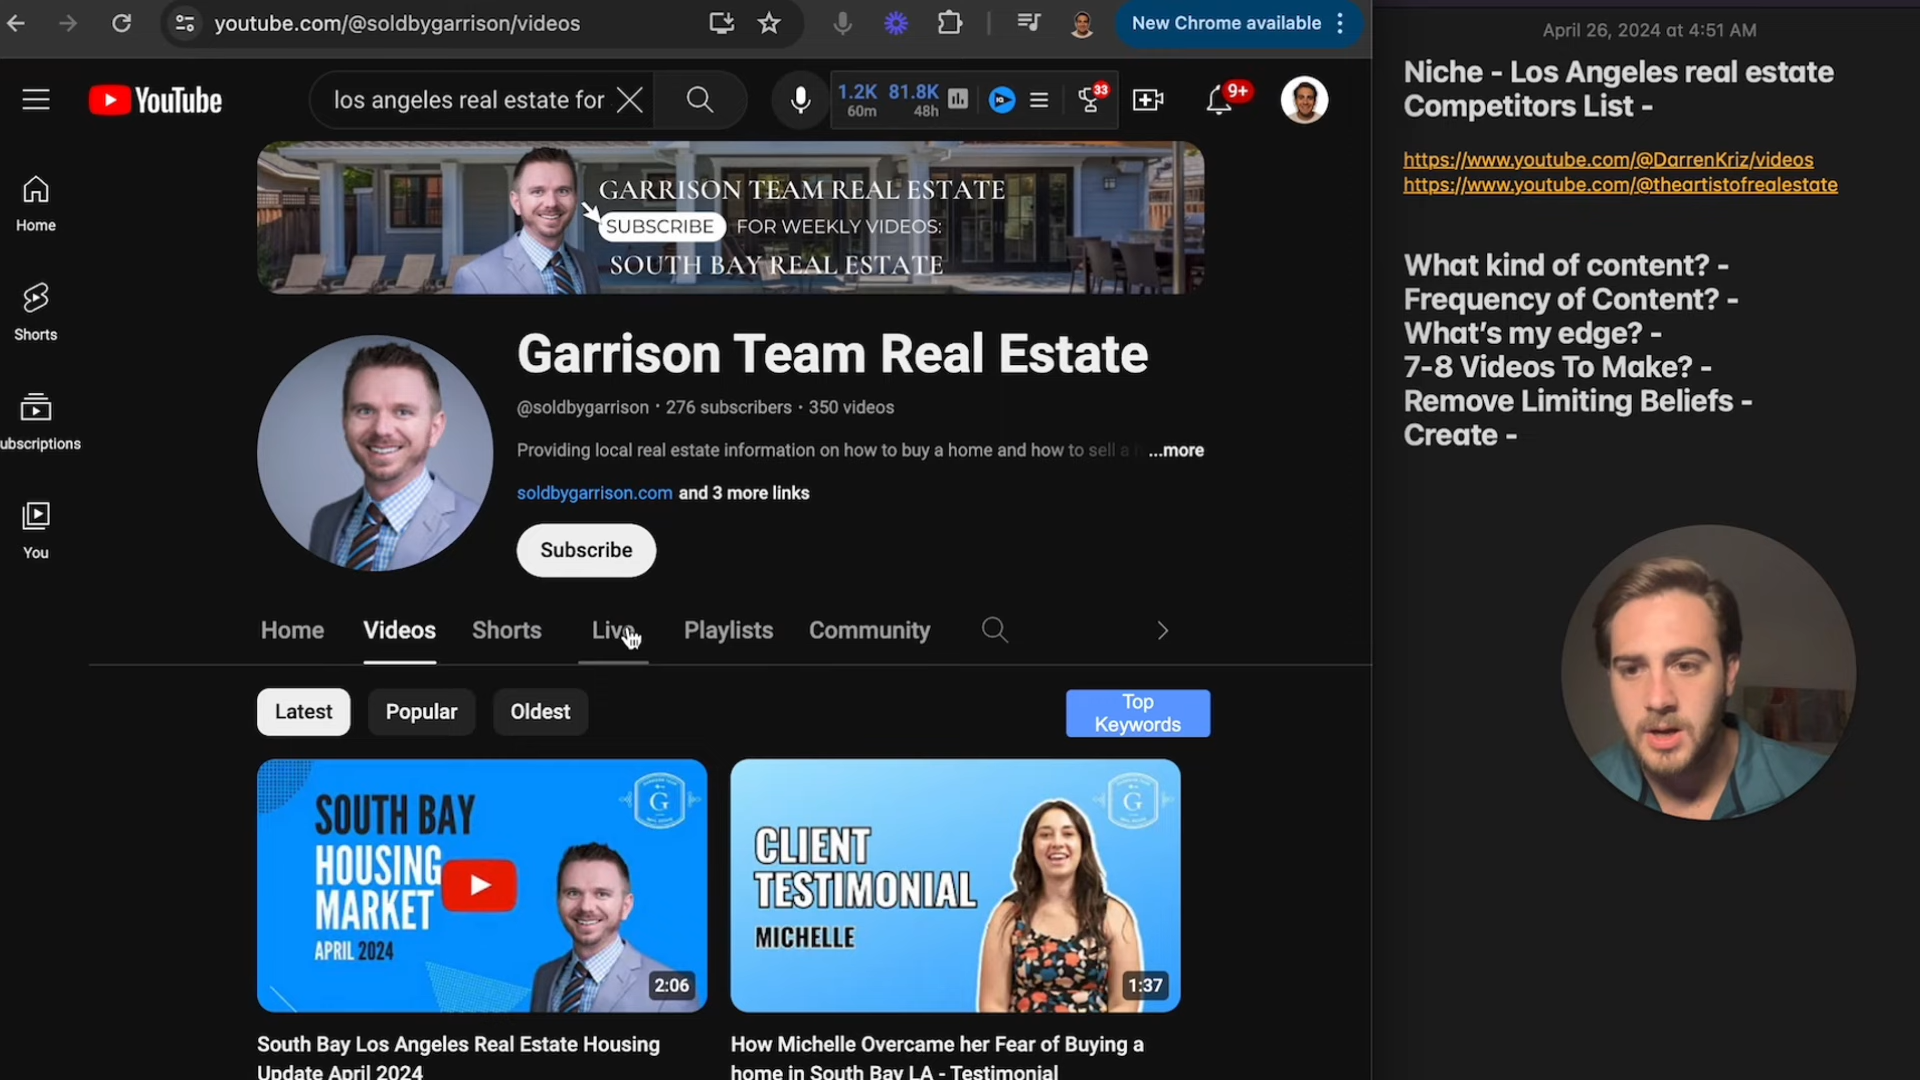 youtube.com/@soldbygarrison/videos
New Chrome available
YouTube
los angeles real estate for
1.2K 81.8K
60m 48h
33
9+
Home
Shorts
ubscriptions
You
GARRISON TEAM REAL ESTATE
SUBSCRIBE FOR WEEKLY VIDEOS:
SOUTH BAY REAL ESTATE
Garrison Team Real Estate
@soldbygarrison · 276 subscribers · 350 videos
Providing local real estate information on how to buy a home and how to sell a ...more
soldbygarrison.com and 3 more links
Subscribe
Home Videos Shorts Live Playlists Community
Latest Popular Oldest
Top
Keywords
SOUTH BAY
HOUSING
MARKET
APRIL 2024
G
2:06
CLIENT
TESTIMONIAL
MICHELLE
G
1:37
South Bay Los Angeles Real Estate Housing
Update April 2024
How Michelle Overcame her Fear of Buying a
home in South Bay LA - Testimonial
April 26, 2024 at 4:51 AM
Niche - Los Angeles real estate
Competitors List -
https://www.youtube.com/@DarrenKriz/videos
https://www.youtube.com/@theartistofrealestate
What kind of content? -
Frequency of Content? -
What's my edge? -
7-8 Videos To Make? -
Remove Limiting Beliefs -
Create -